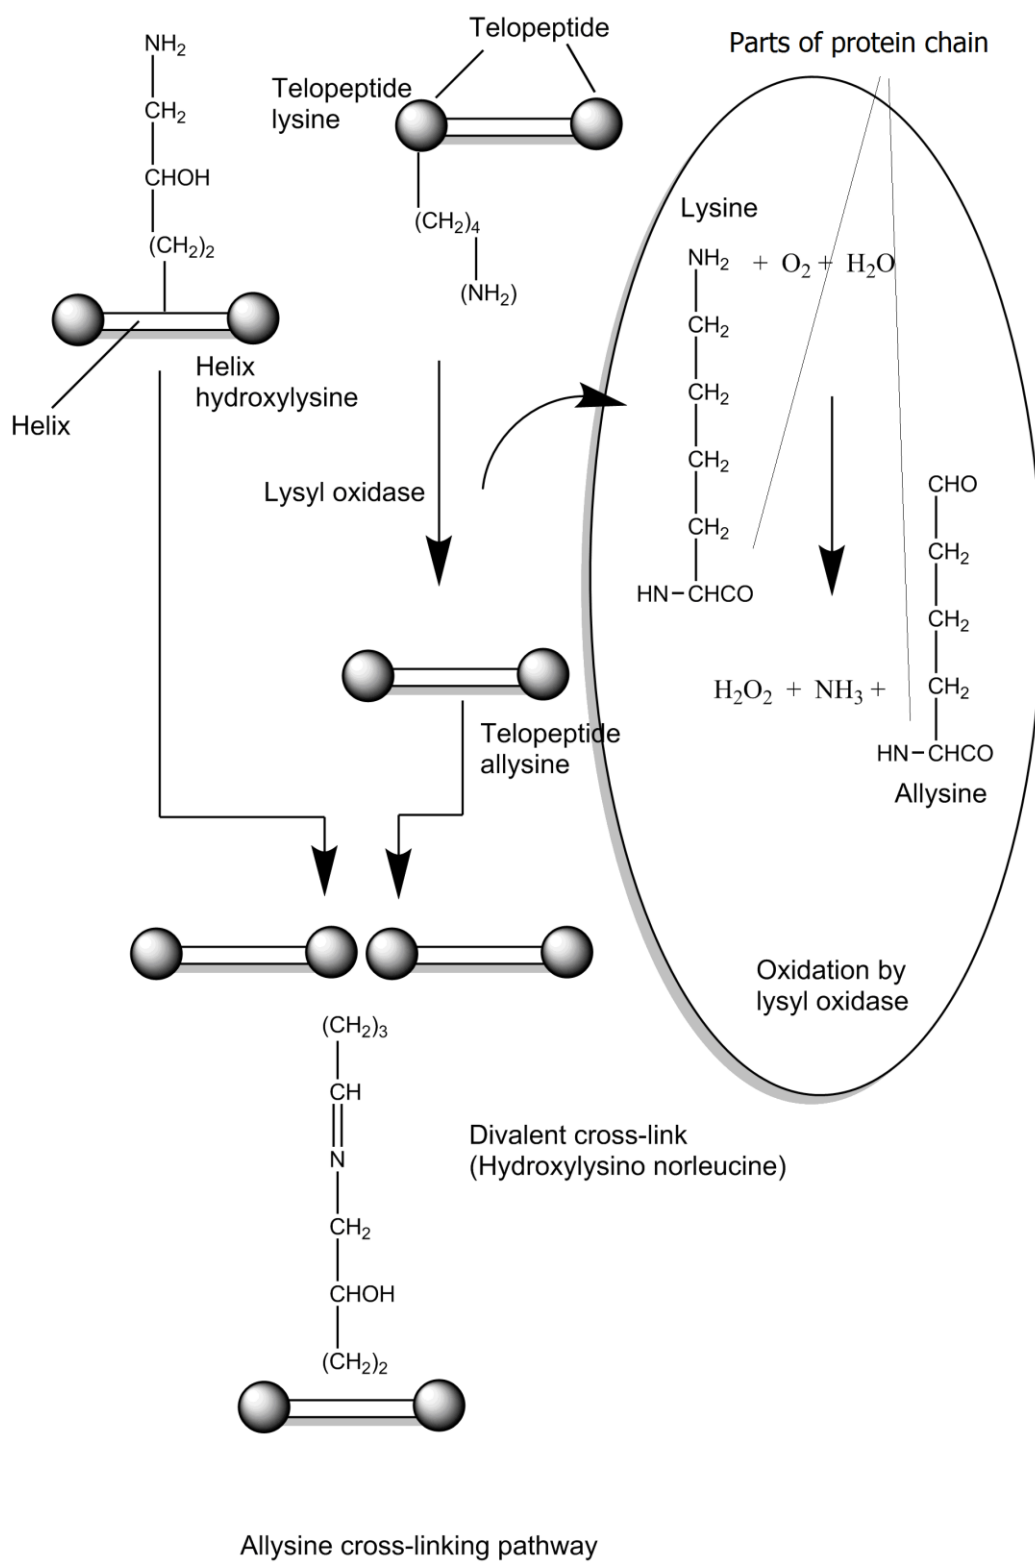 NH₂
CH₂
CHOH
(CH₂)₂
Helix
Helix
hydroxylysine
Telopeptide
Telopeptide
lysine
(CH₂)₄
(NH₂)
Lysyl oxidase
Telopeptide
allysine
Parts of protein chain
Lysine
NH₂ + O₂ + H₂O
CH₂
CH₂
CH₂
CH₂
HN–CHCO
H₂O₂ + NH₃ +
CHO
CH₂
CH₂
CH₂
HN–CHCO
Allysine
Oxidation by
lysyl oxidase
(CH₂)₃
CH
N
CH₂
CHOH
(CH₂)₂
Divalent cross-link
(Hydroxylysino norleucine)
Allysine cross-linking pathway